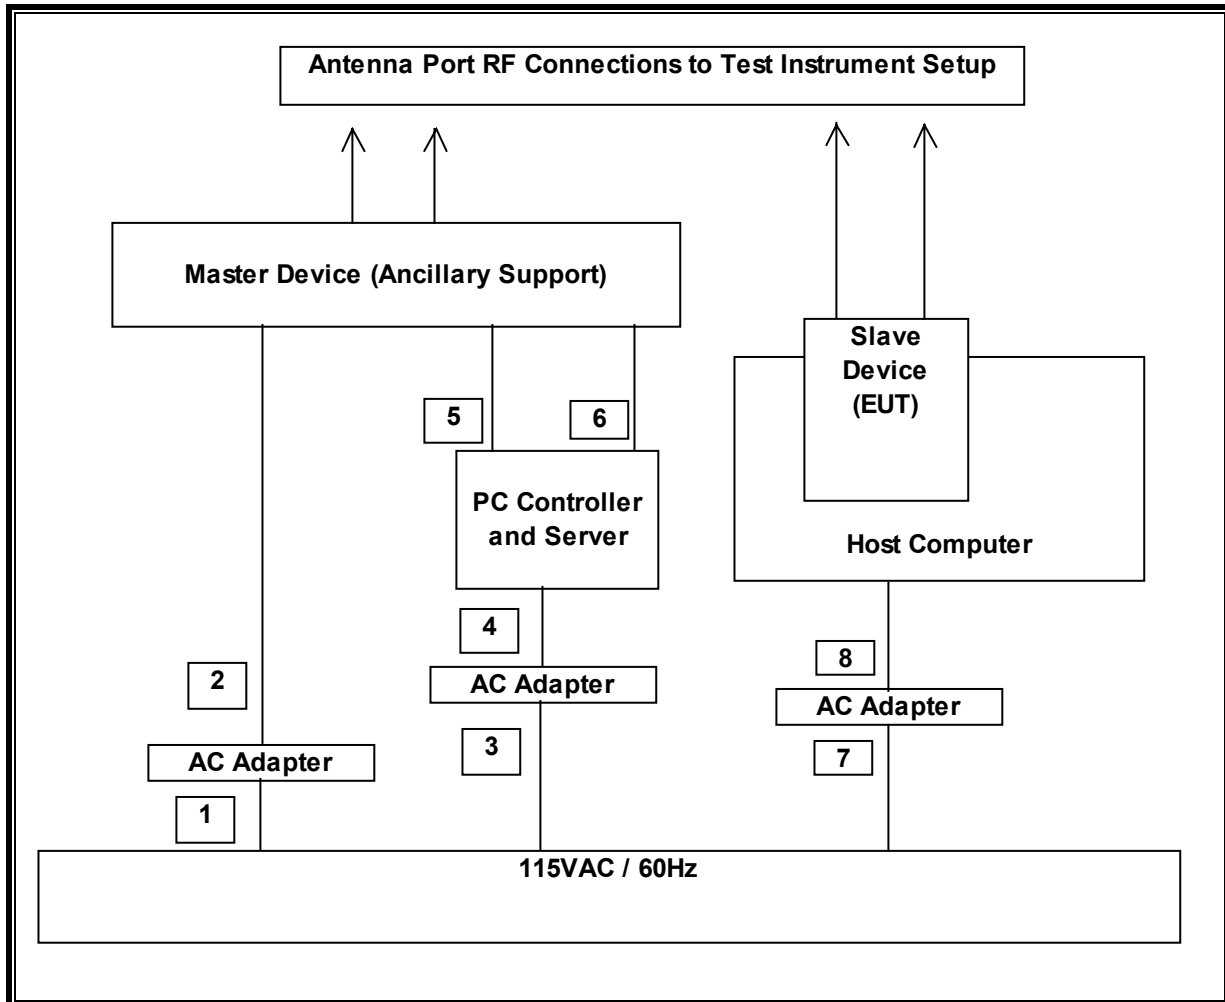 Antenna Port RF Connections to Test Instrument Setup
Master Device (Ancillary Support)
Slave
Device
(EUT)
5
6
PC Controller
and Server
Host Computer
4
8
2
AC Adapter
AC Adapter
3
7
AC Adapter
1
115VAC / 60Hz